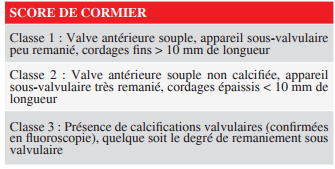 SCORE DE CORMIER
Classe 1 : Valve antérieure souple, appareil sous-valvulaire
peu remanié, cordages fins > 10 mm de longueur
Classe 2 : Valve antérieure souple non calcifiée, appareil
sous-valvulaire très remanié, cordages épaissis < 10 mm de
longueur
Classe 3 : Présence de calcifications valvulaires (confirmées
en fluoroscopie), quelque soit le degré de remaniement sous
valvulaire